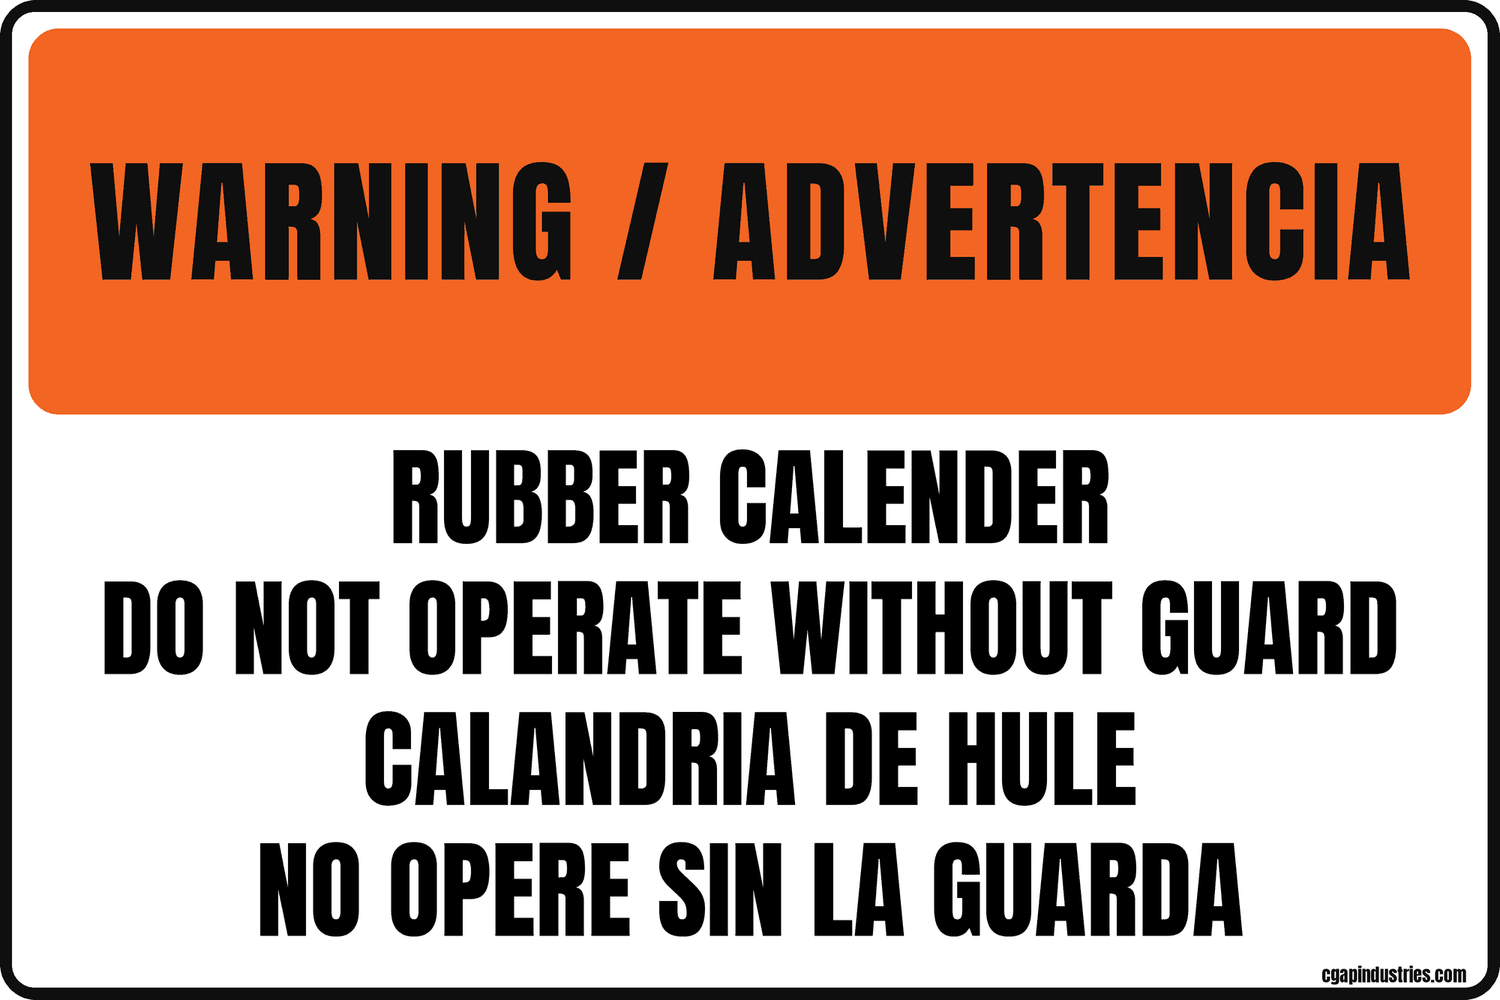 WARNING / ADVERTENCIA
RUBBER CALENDER
DO NOT OPERATE WITHOUT GUARD
CALANDRIA DE HULE
NO OPERE SIN LA GUARDA
cgapindustries.com